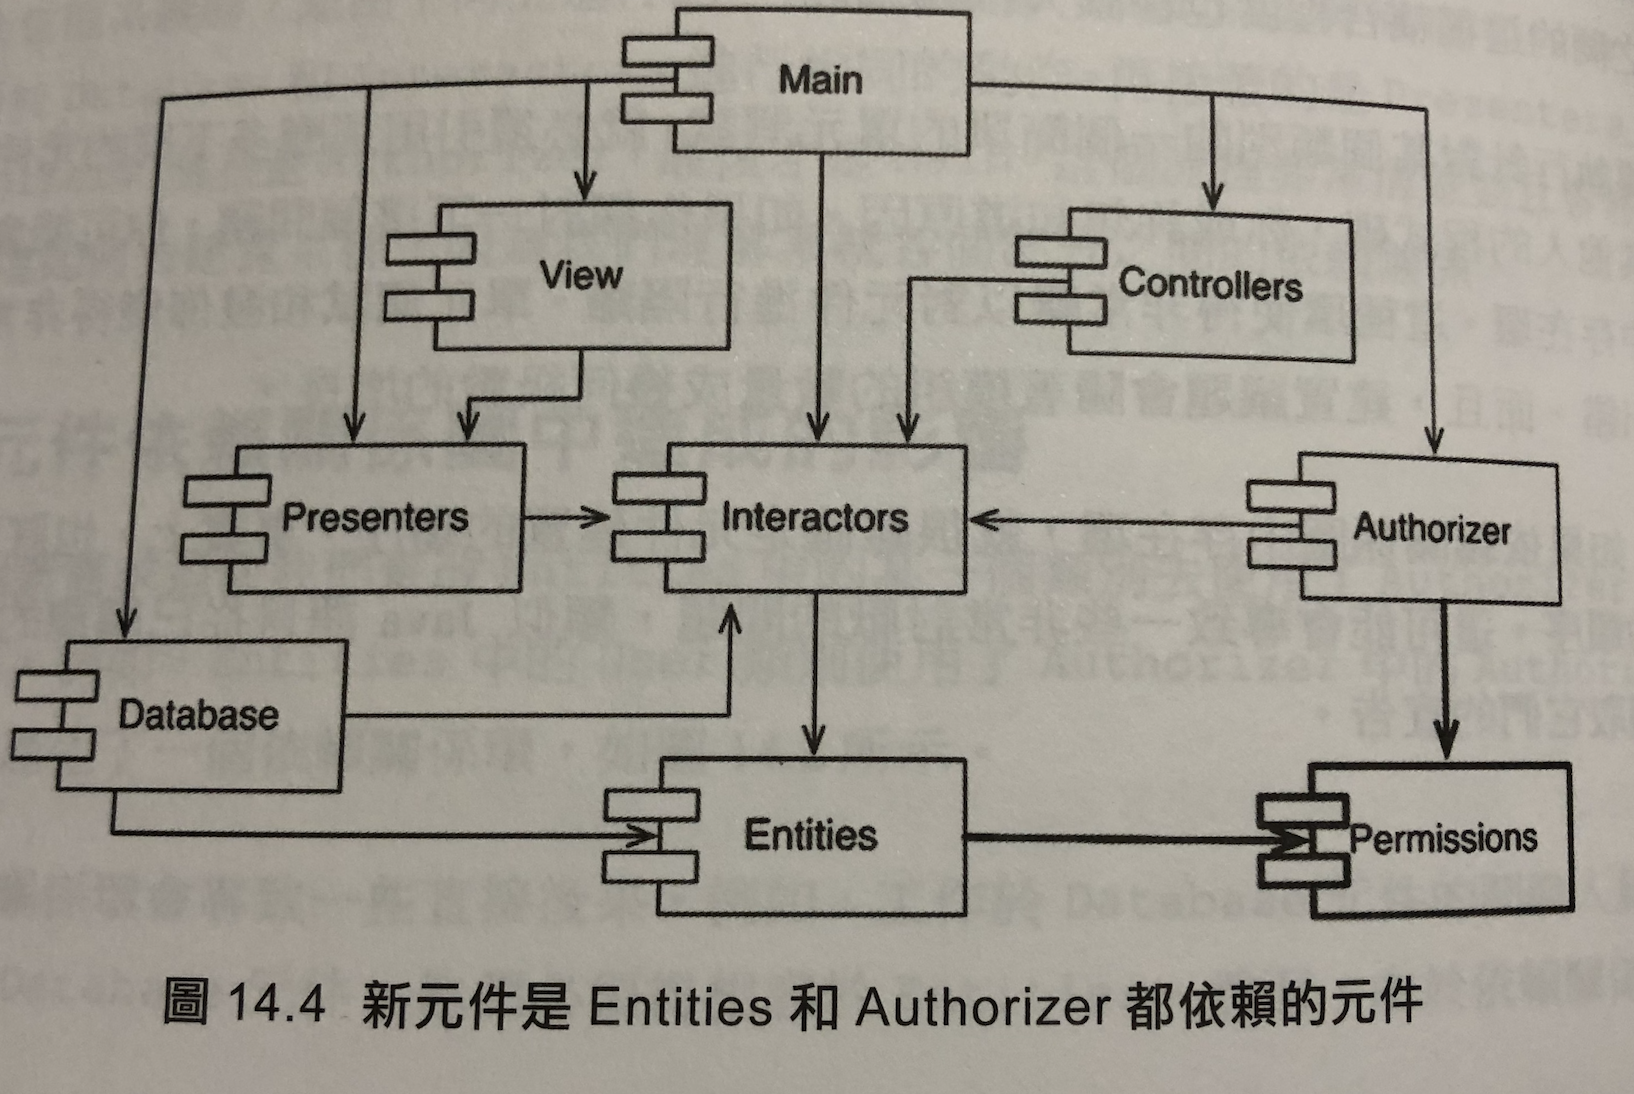 Main
View
Controllers
Presenters
Interactors
Authorizer
Database
Entities
Permissions
圖 14.4 新元件是 Entities 和 Authorizer 都依賴的元件